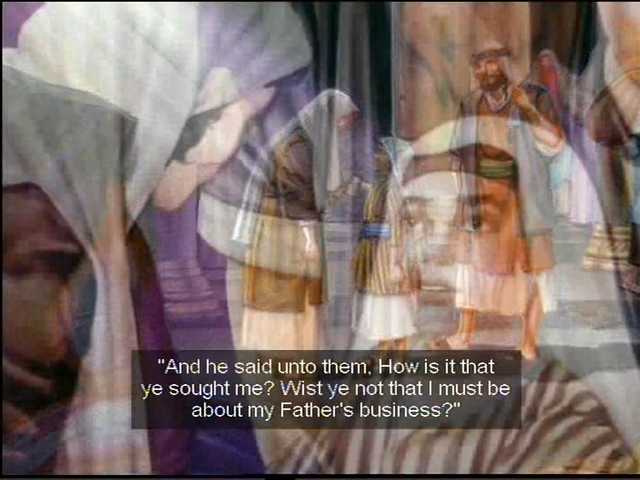 "And he said unto them, How is it that
ye sought me? Wist ye not that I must be
about my Father's business?"